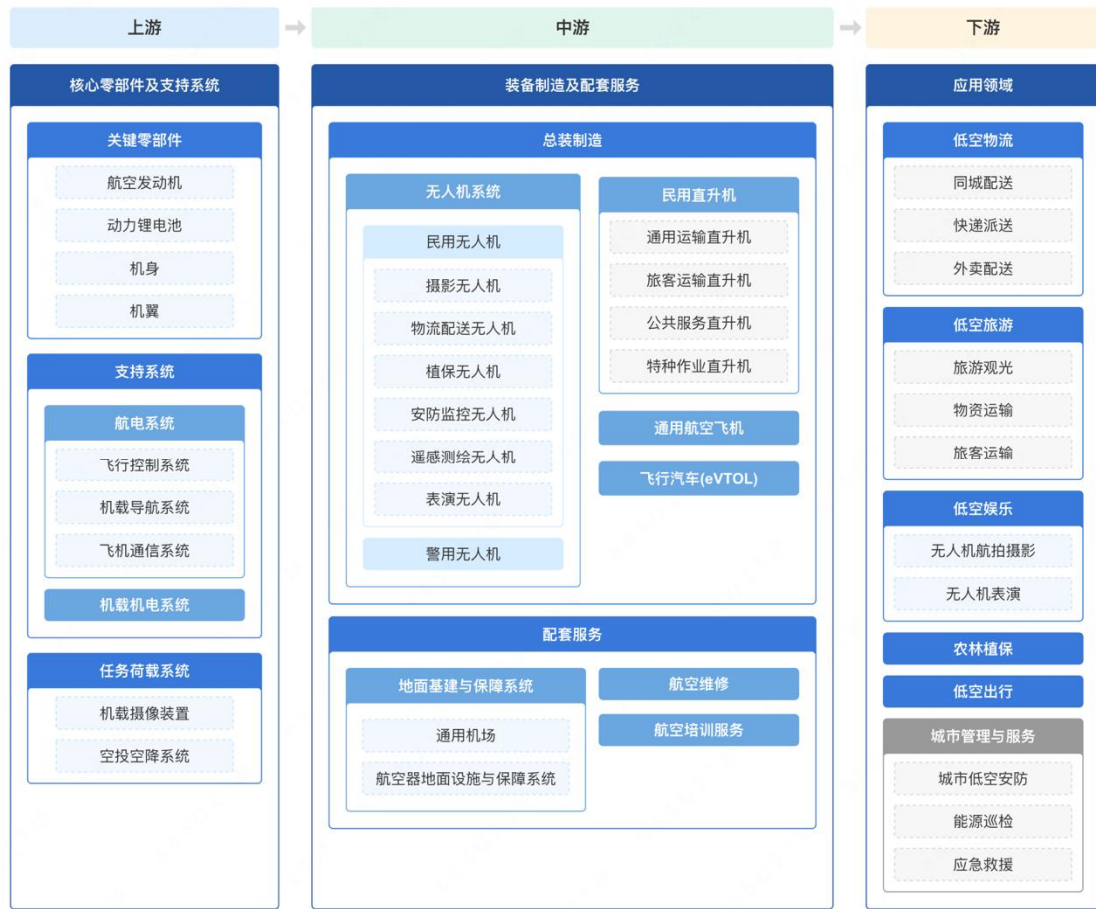 上游
中游
下游
核心零部件及支持系统
关键零部件
航空发动机
动力锂电池
机身
机翼
支持系统
航电系统
飞行控制系统
机载导航系统
飞机通信系统
机载机电系统
任务荷载系统
机载摄像装置
空投空降系统
装备制造及配套服务
总装制造
无人机系统
民用无人机
摄影无人机
物流配送无人机
植保无人机
安防监控无人机
遥感测绘无人机
表演无人机
警用无人机
民用直升机
通用运输直升机
旅客运输直升机
公共服务直升机
特种作业直升机
通用航空飞机
飞行汽车(eVTOL)
配套服务
地面基建与保障系统
通用机场
航空器地面设施与保障系统
航空维修
航空培训服务
应用领域
低空物流
同城配送
快递派送
外卖配送
低空旅游
旅游观光
物资运输
旅客运输
低空娱乐
无人机航拍摄影
无人机表演
农林植保
低空出行
城市管理与服务
城市低空安防
能源巡检
应急救援